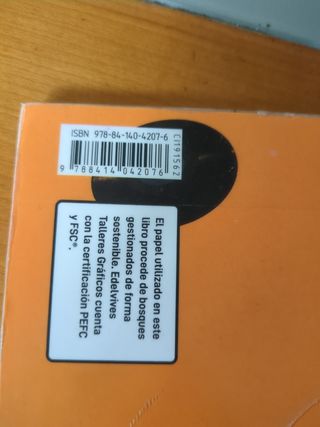 ISBN 978-84-140-4207-6
CI191562
9 788414 042076
El papel utilizado en este
libro procede de bosques
gestionados de forma
sostenible. Edelvives
Talleres Gráficos cuenta
con la certificación PEFC
y FSC®.